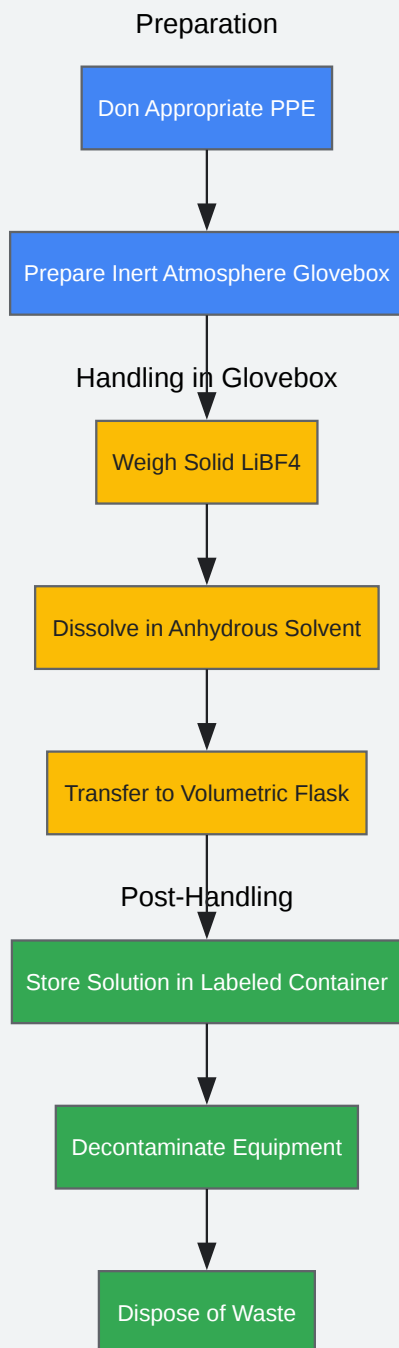 Preparation
Don Appropriate PPE
Prepare Inert Atmosphere Glovebox
Handling in Glovebox
Weigh Solid LiBF4
Dissolve in Anhydrous Solvent
Transfer to Volumetric Flask
Post-Handling
Store Solution in Labeled Container
Decontaminate Equipment
Dispose of Waste